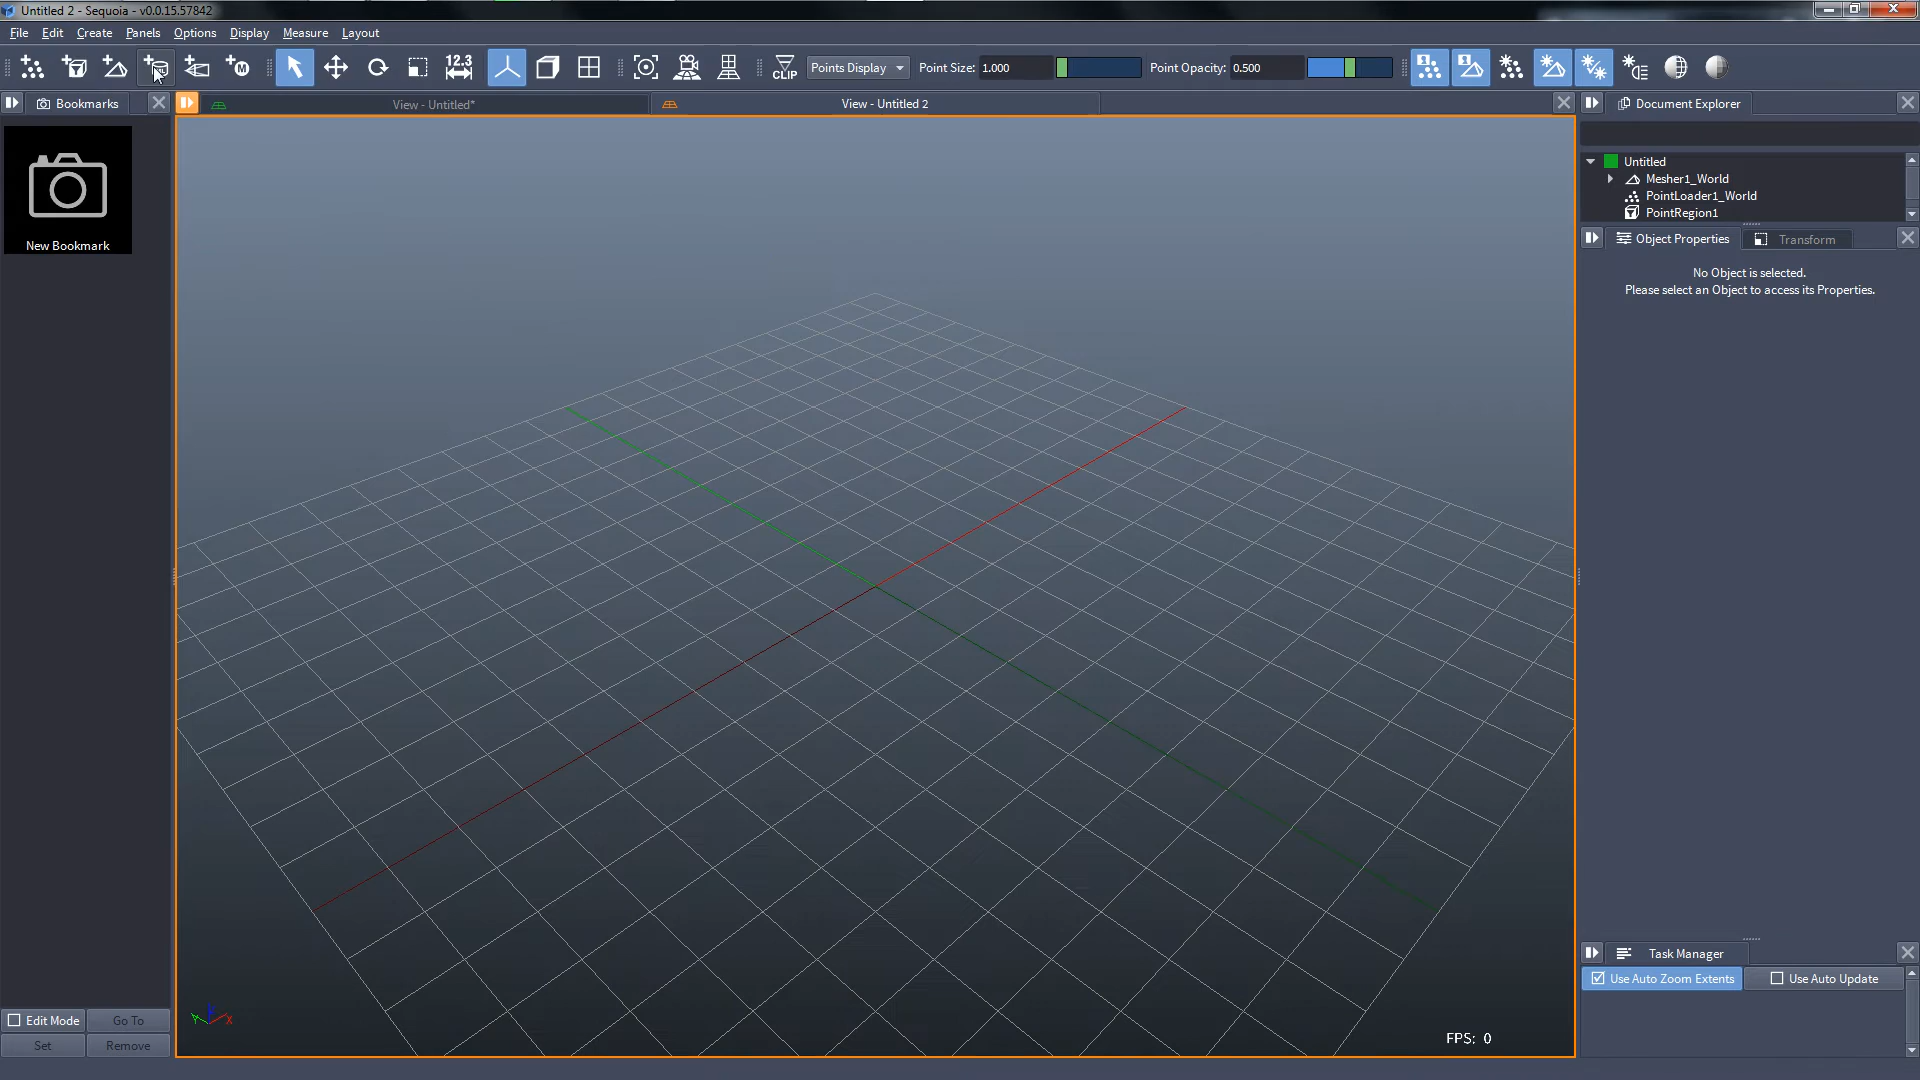 Untitled 2 - Sequoia - v0.0.15.57842
File Edit Create Panels Options Display Measure Layout
M 12.3 CLIP Points Display Point Size: 1.000 Point Opacity: 0.500 1 1
Bookmarks View - Untitled* View - Untitled 2 Document Explorer
New Bookmark
Untitled
Mesher1_World
PointLoader1_World
PointRegion1
Object Properties Transform
No Object is selected.
Please select an Object to access its Properties.
Task Manager
Use Auto Zoom Extents Use Auto Update
Edit Mode Go To
Set Remove
Y X
FPS: 0